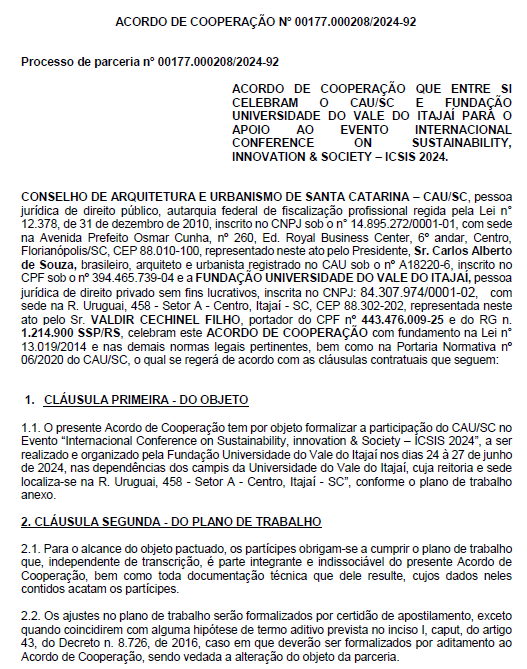 ACORDO DE COOPERAÇÃO N° 00177.000208/2024-92
Processo de parceria nº 00177.000208/2024-92
ACORDO DE COOPERAÇÃO QUE ENTRE SI
CELEBRAM O CAU/SC E FUNDAÇÃO
UNIVERSIDADE DO VALE DO ITAJAÍ PARA O
APOIO AO EVENTO INTERNACIONAL
CONFERENCE ON SUSTAINABILITY,
INNOVATION & SOCIETY – ICSIS 2024.
CONSELHO DE ARQUITETURA E URBANISMO DE SANTA CATARINA – CAU/SC, pessoa
jurídica de direito público, autarquia federal de fiscalização profissional regida pela Lei n°
12.378, de 31 de dezembro de 2010, inscrito no CNPJ sob o n° 14.895.272/0001-01, com sede
na Avenida Prefeito Osmar Cunha, nº 260, Ed. Royal Business Center, 6º andar, Centro,
Florianópolis/SC, CEP 88.010-100, representado neste ato pelo Presidente, Sr. Carlos Alberto
de Souza, brasileiro, arquiteto e urbanista registrado no CAU sob o nº A18220-6, inscrito no
CPF sob o nº 394.465.739-04 e a FUNDAÇÃO UNIVERSIDADE DO VALE DO ITAJAÍ, pessoa
jurídica de direito privado sem fins lucrativos, inscrita no CNPJ: 84.307.974/0001-02, com
sede na R. Uruguai, 458 - Setor A - Centro, Itajaí - SC, CEP 88.302-202, representada neste
ato pelo Sr. VALDIR CECHINEL FILHO, portador do CPF nº 443.476.009-25 e do RG n.
1.214.900 SSP/RS, celebram este ACORDO DE COOPERAÇÃO com fundamento na Lei n°
13.019/2014 e nas demais normas legais pertinentes, bem como na Portaria Normativa nº
06/2020 do CAU/SC, o qual se regerá de acordo com as cláusulas contratuais que seguem:
1. CLÁUSULA PRIMEIRA - DO OBJETO
1.1. O presente Acordo de Cooperação tem por objeto formalizar a participação do CAU/SC no
Evento “Internacional Conference on Sustainability, innovation & Society – ICSIS 2024”, a ser
realizado e organizado pela Fundação Universidade do Vale do Itajaí nos dias 24 à 27 de junho
de 2024, nas dependências dos campis da Universidade do Vale do Itajaí, cuja reitoria e sede
localiza-se na R. Uruguai, 458 - Setor A - Centro, Itajaí - SC”, conforme o plano de trabalho
anexo.
2. CLÁUSULA SEGUNDA - DO PLANO DE TRABALHO
2.1. Para o alcance do objeto pactuado, os partícipes obrigam-se a cumprir o plano de trabalho
que, independente de transcrição, é parte integrante e indissociável do presente Acordo de
Cooperação, bem como toda documentação técnica que dele resulte, cujos dados neles
contidos acatam os partícipes.
2.2. Os ajustes no plano de trabalho serão formalizados por certidão de apostilamento, exceto
quando coincidirem com alguma hipótese de termo aditivo prevista no inciso I, caput, do artigo
43, do Decreto n. 8.726, de 2016, caso em que deverão ser formalizados por aditamento ao
Acordo de Cooperação, sendo vedada a alteração do objeto da parceria.